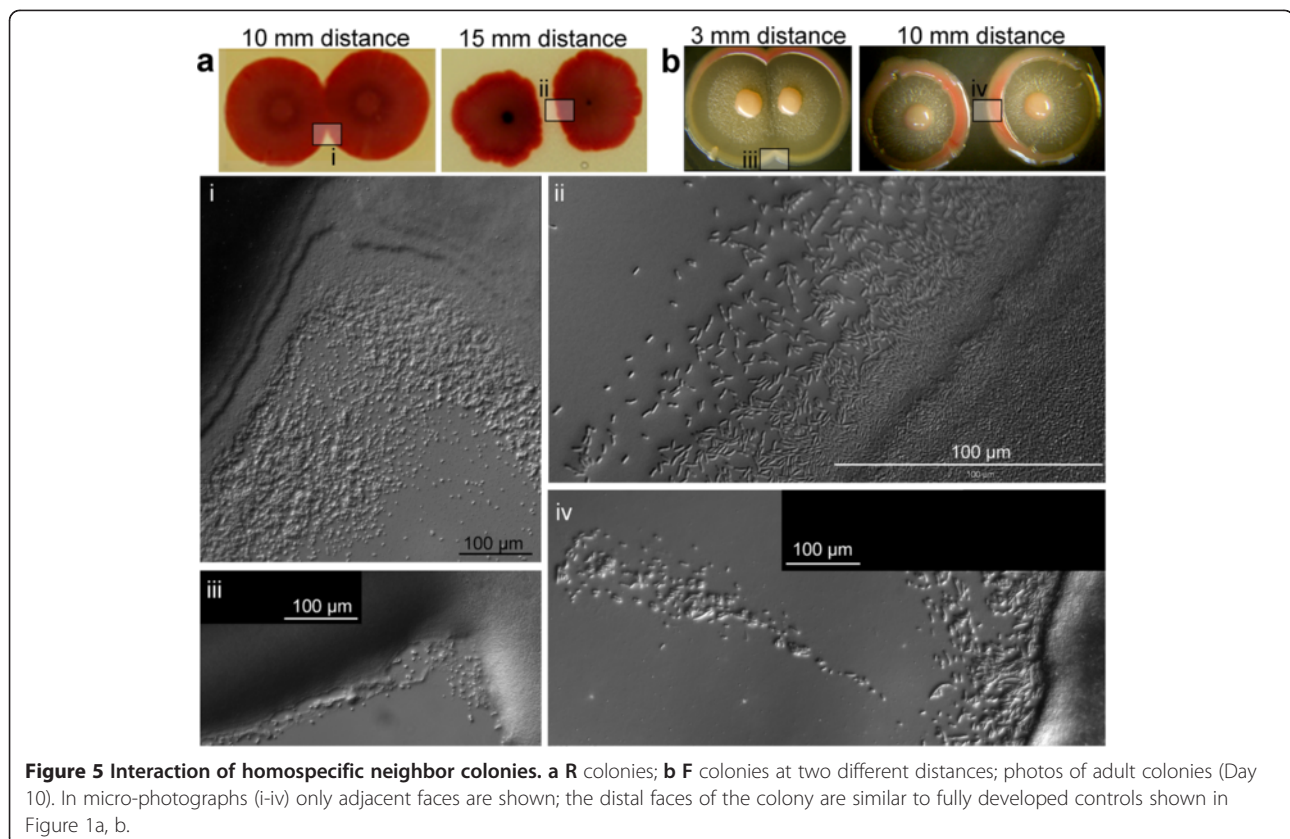 10 mm distance
15 mm distance
3 mm distance
10 mm distance
a
b
i
ii
iii
iv
i
100 µm
ii
100 µm
100 µm
iii
100 µm
iv
100 µm
Figure 5 Interaction of homospecific neighbor colonies. a R colonies; b F colonies at two different distances; photos of adult colonies (Day
10). In micro-photographs (i-iv) only adjacent faces are shown; the distal faces of the colony are similar to fully developed controls shown in
Figure 1a, b.